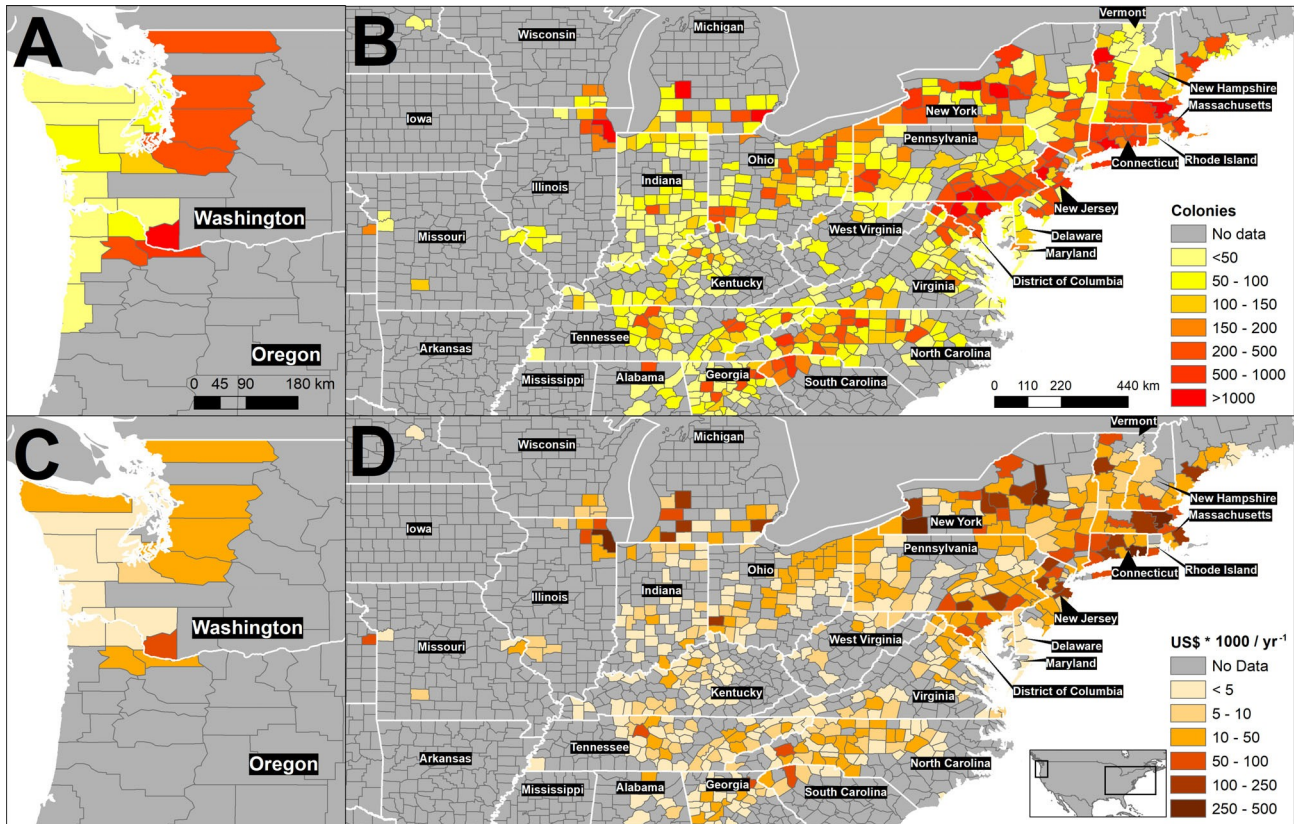 A
Washington
Oregon
0 45 90 180 km
B
Vermont
Wisconsin
Michigan
New Hampshire
Massachusetts
New York
Iowa
Pennsylvania
Ohio
Rhode Island
Connecticut
Indiana
Illinois
New Jersey
West Virginia
Missouri
Delaware
Maryland
Kentucky
Virginia
District of Columbia
Tennessee
Arkansas
North Carolina
Mississippi
Alabama
Georgia
South Carolina
Colonies
No data
<50
50 - 100
100 - 150
150 - 200
200 - 500
500 - 1000
>1000
0 110 220 440 km
C
Washington
Oregon
D
Vermont
Wisconsin
Michigan
New Hampshire
Massachusetts
New York
Iowa
Pennsylvania
Ohio
Rhode Island
Connecticut
Indiana
Illinois
New Jersey
West Virginia
Missouri
Delaware
Maryland
Kentucky
Virginia
District of Columbia
Tennessee
Arkansas
North Carolina
Mississippi
Alabama
Georgia
South Carolina
US$ * 1000 / yr⁻¹
No Data
< 5
5 - 10
10 - 50
50 - 100
100 - 250
250 - 500